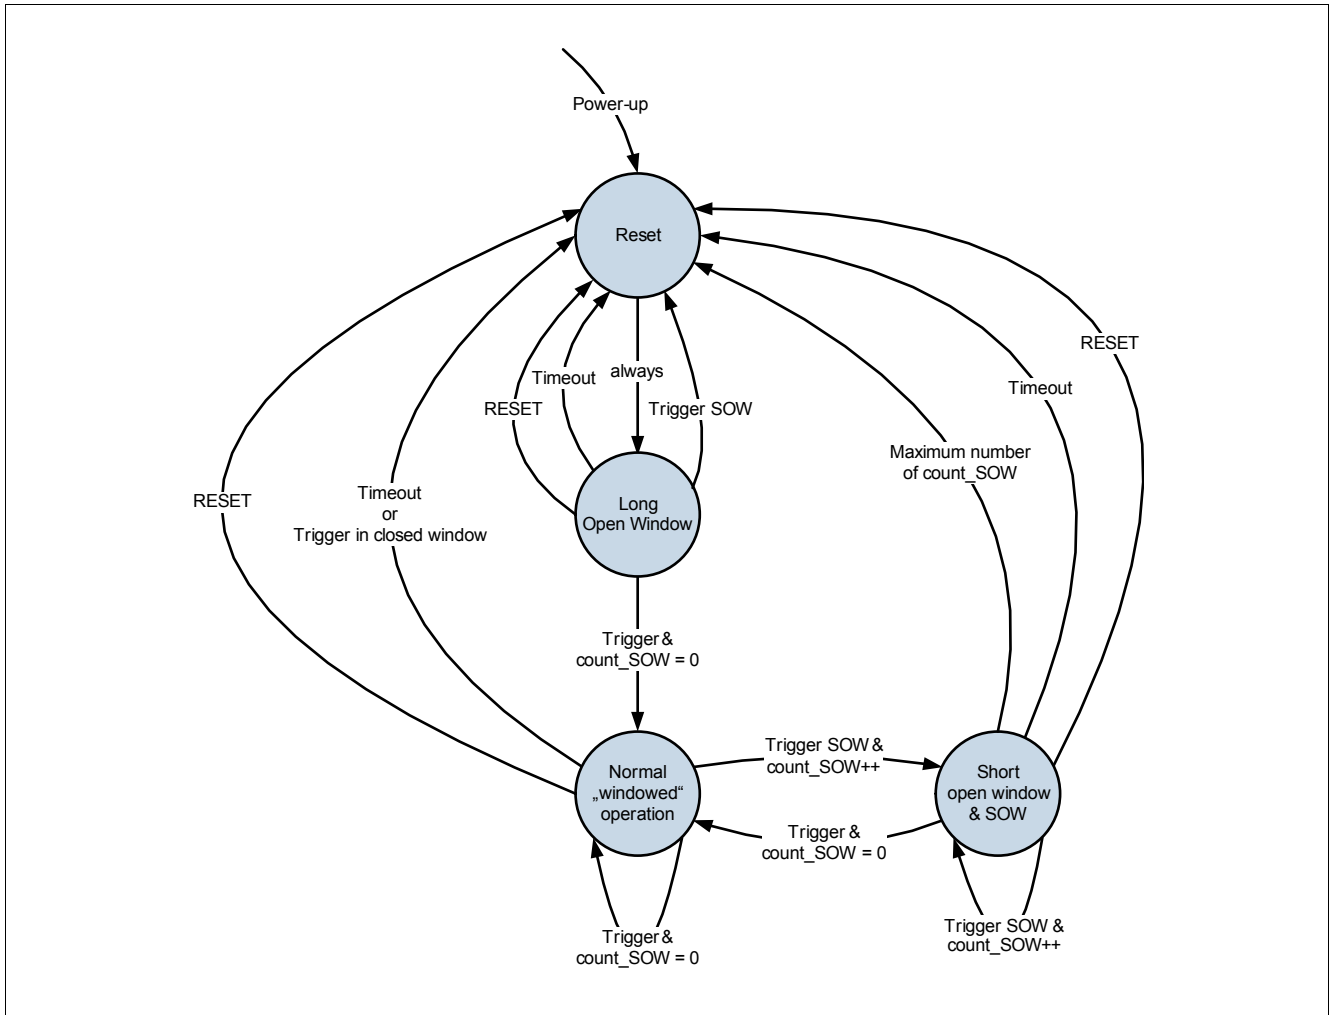 Power-up
Reset
RESET
Timeout
always
Timeout
RESET
Trigger SOW
Maximum number
of count_SOW
RESET
Timeout
or
Trigger in closed window
Long
Open Window
Trigger &
count_SOW = 0
Trigger SOW &
count_SOW++
Normal
„windowed“
operation
Short
open window
& SOW
Trigger &
count_SOW = 0
Trigger &
count_SOW = 0
Trigger SOW &
count_SOW++